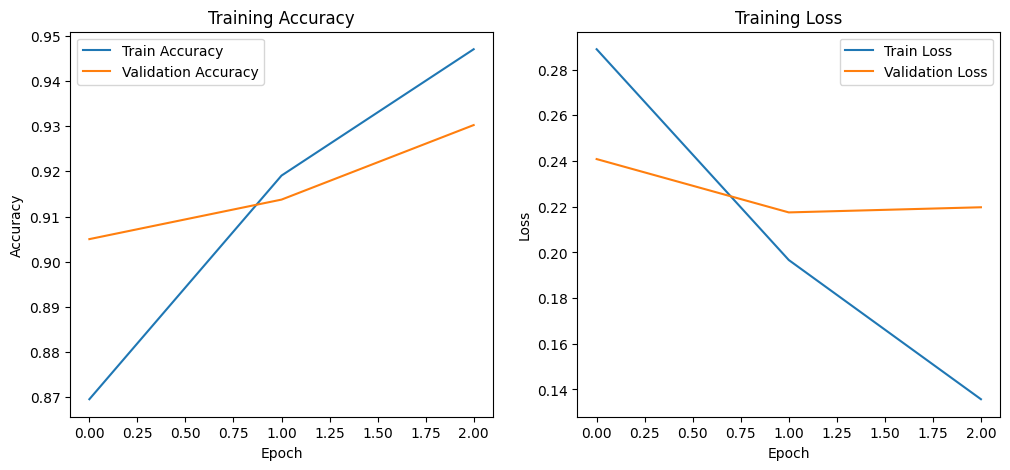 Training Accuracy
Train Accuracy
Validation Accuracy
0.95
0.94
0.93
0.92
0.91
0.90
0.89
0.88
0.87
Accuracy
0.00 0.25 0.50 0.75 1.00 1.25 1.50 1.75 2.00
Epoch
Training Loss
Train Loss
Validation Loss
0.28
0.26
0.24
0.22
0.20
0.18
0.16
0.14
Loss
0.00 0.25 0.50 0.75 1.00 1.25 1.50 1.75 2.00
Epoch